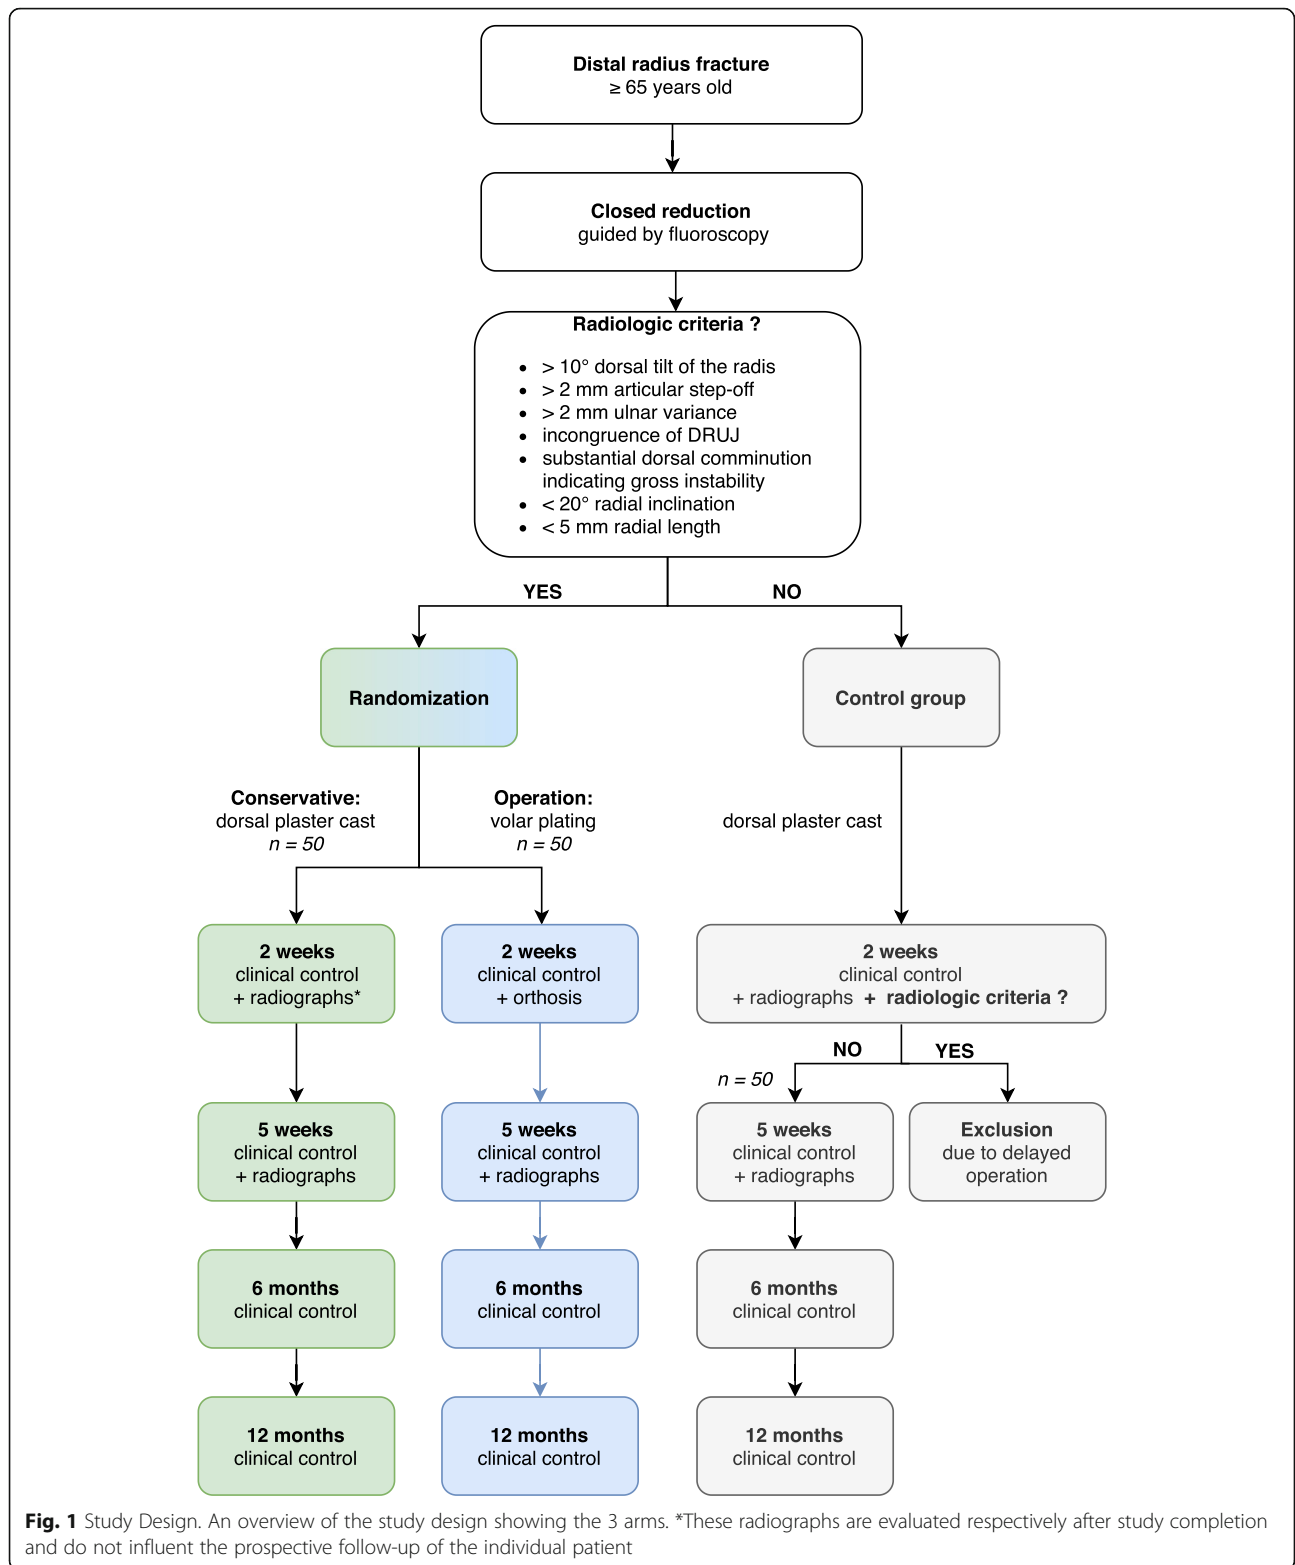 Distal radius fracture
≥ 65 years old
Closed reduction
guided by fluoroscopy
Radiologic criteria ?
• > 10° dorsal tilt of the radis
• > 2 mm articular step-off
• > 2 mm ulnar variance
• incongruence of DRUJ
• substantial dorsal comminution
indicating gross instability
• < 20° radial inclination
• < 5 mm radial length
YES
NO
Randomization
Control group
Conservative:
dorsal plaster cast
n = 50
Operation:
volar plating
n = 50
dorsal plaster cast
2 weeks
clinical control
+ radiographs*
2 weeks
clinical control
+ orthosis
2 weeks
clinical control
+ radiographs + radiologic criteria ?
NO
YES
n = 50
5 weeks
clinical control
+ radiographs
5 weeks
clinical control
+ radiographs
5 weeks
clinical control
+ radiographs
Exclusion
due to delayed
operation
6 months
clinical control
6 months
clinical control
6 months
clinical control
12 months
clinical control
12 months
clinical control
12 months
clinical control
Fig. 1 Study Design. An overview of the study design showing the 3 arms. *These radiographs are evaluated respectively after study completion
and do not influent the prospective follow-up of the individual patient